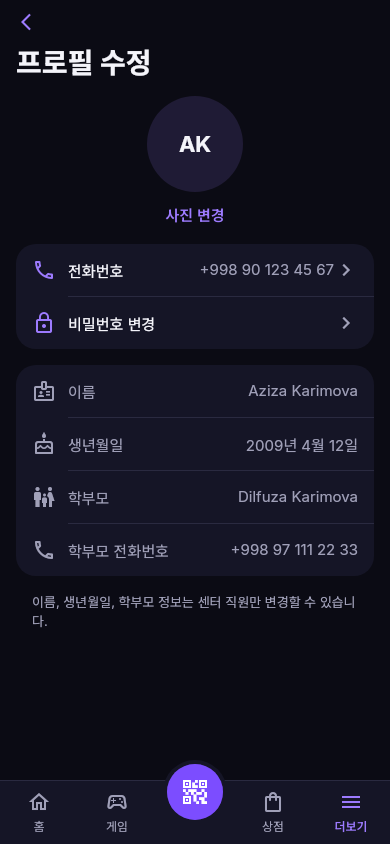 프로필 수정
AK
사진 변경
전화번호 +998 90 123 45 67
비밀번호 변경
이름 Aziza Karimova
생년월일 2009년 4월 12일
학부모 Dilfuza Karimova
학부모 전화번호 +998 97 111 22 33
이름, 생년월일, 학부모 정보는 센터 직원만 변경할 수 있습니
다.
홈 게임 상점 더보기